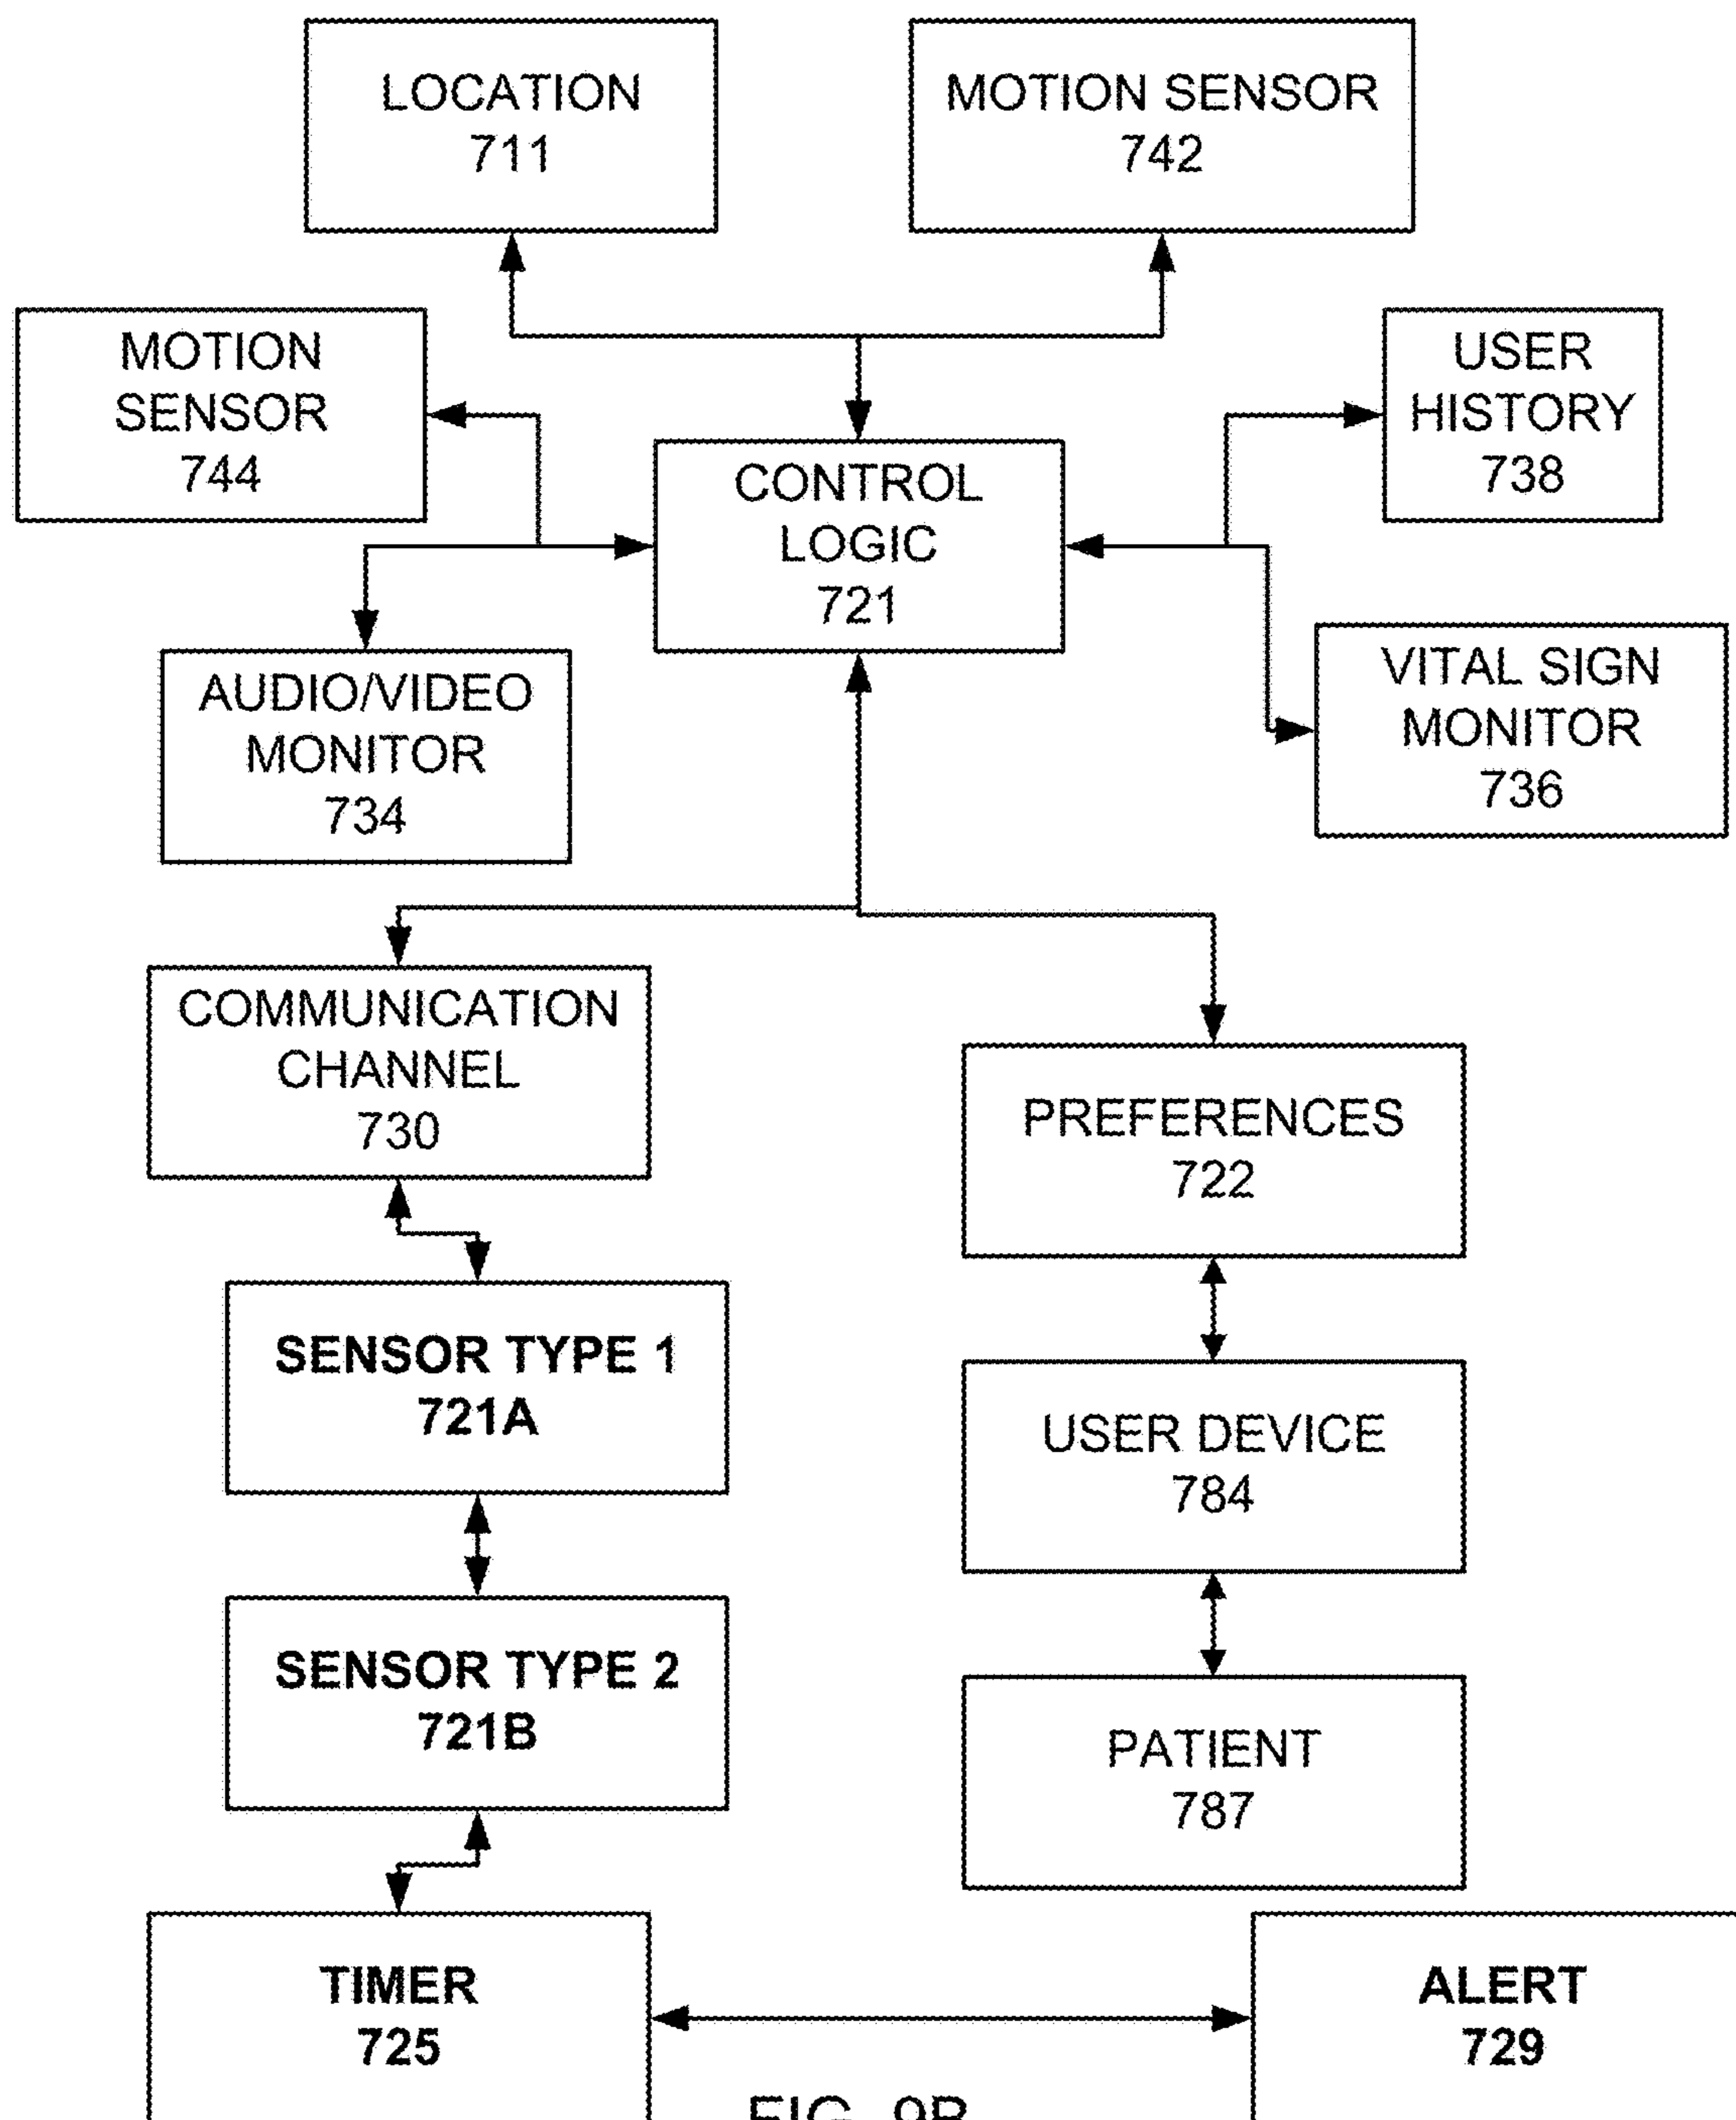 LOCATION
711
MOTION SENSOR
742
MOTION
SENSOR
744
USER
HISTORY
738
CONTROL
LOGIC
721
AUDIO/VIDEO
MONITOR
734
VITAL SIGN
MONITOR
736
COMMUNICATION
CHANNEL
730
PREFERENCES
722
SENSOR TYPE 1
721A
USER DEVICE
784
SENSOR TYPE 2
721B
PATIENT
787
TIMER
725
ALERT
729
FIG. 9B